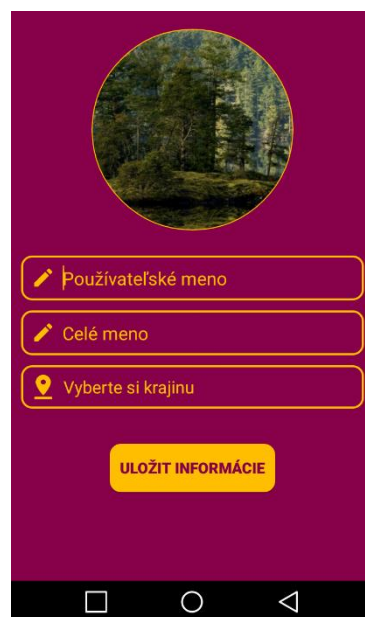 Používateľské meno
Celé meno
Vyberte si krajinu
ULOŽIT INFORMÁCIE